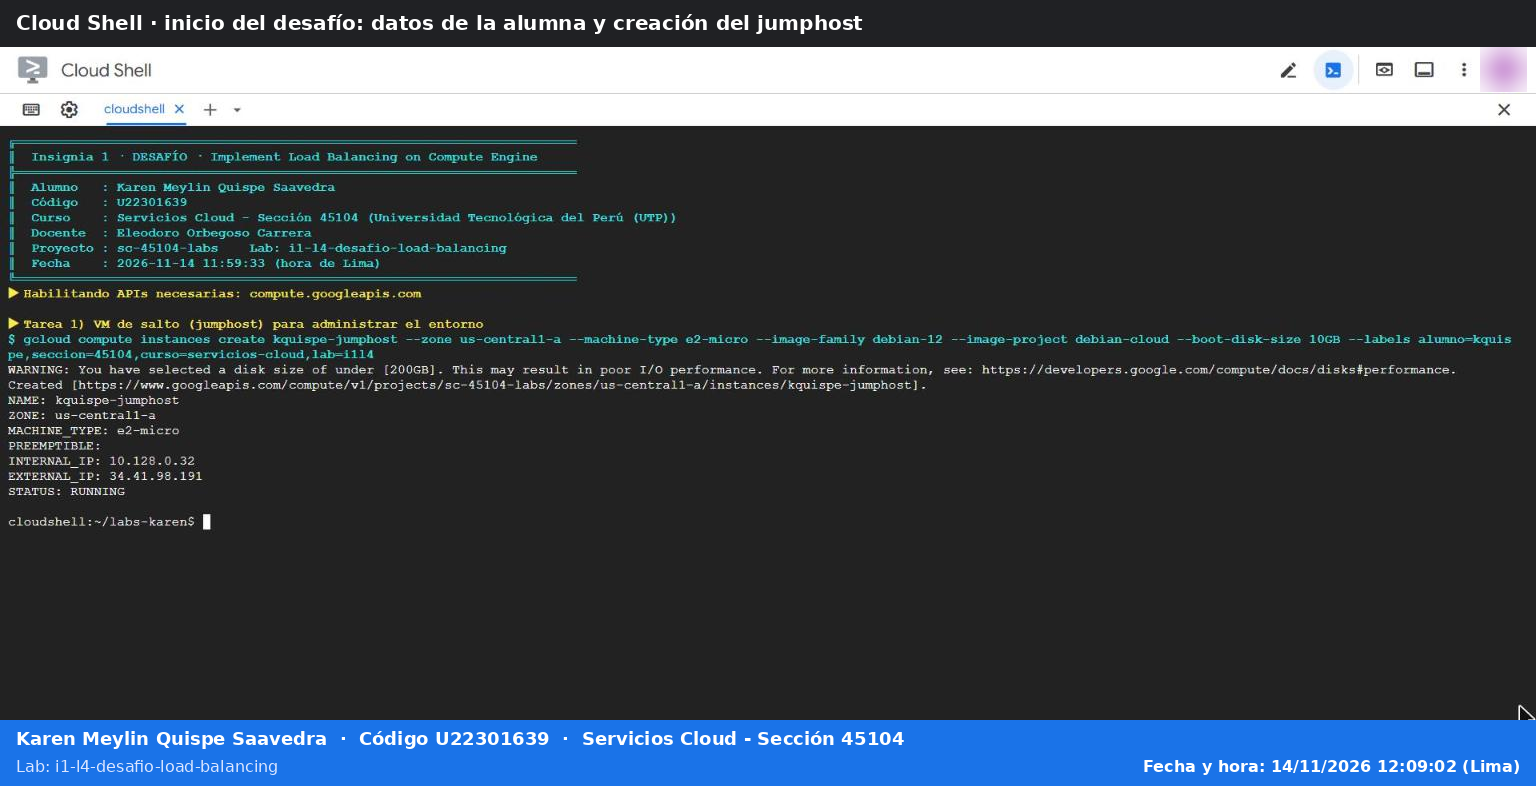 Cloud Shell · inicio del desafío: datos de la alumna y creación del jumphost
Cloud Shell
cloudshell
Insignia 1 · DESAFÍO · Implement Load Balancing on Compute Engine
Alumno : Karen Meylin Quispe Saavedra
Código : U22301639
Curso : Servicios Cloud - Sección 45104 (Universidad Tecnológica del Perú (UTP))
Docente : Eleodoro Orbegoso Carrera
Proyecto : sc-45104-labs Lab: i1-l4-desafio-load-balancing
Fecha : 2026-11-14 11:59:33 (hora de Lima)
▶ Habilitando APIs necesarias: compute.googleapis.com
▶ Tarea 1) VM de salto (jumphost) para administrar el entorno
$ gcloud compute instances create kquispe-jumphost --zone us-central1-a --machine-type e2-micro --image-family debian-12 --image-project debian-cloud --boot-disk-size 10GB --labels alumno=kquis
pe,seccion=45104,curso=servicios-cloud,lab=i1l4
WARNING: You have selected a disk size of under [200GB]. This may result in poor I/O performance. For more information, see: https://developers.google.com/compute/docs/disks#performance.
Created [https://www.googleapis.com/compute/v1/projects/sc-45104-labs/zones/us-central1-a/instances/kquispe-jumphost].
NAME: kquispe-jumphost
ZONE: us-central1-a
MACHINE_TYPE: e2-micro
PREEMPTIBLE:
INTERNAL_IP: 10.128.0.32
EXTERNAL_IP: 34.41.98.191
STATUS: RUNNING
cloudshell:~/labs-karen$
Karen Meylin Quispe Saavedra · Código U22301639 · Servicios Cloud - Sección 45104
Lab: i1-l4-desafio-load-balancing
Fecha y hora: 14/11/2026 12:09:02 (Lima)